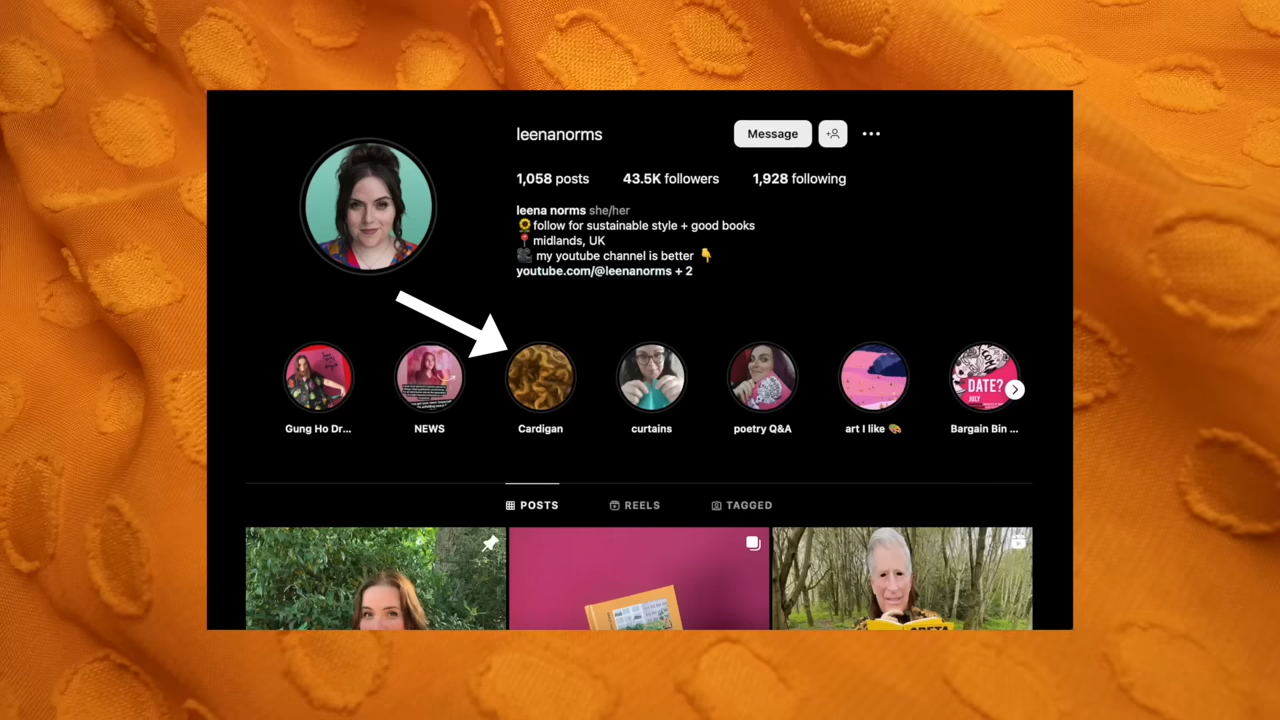 leenanorms
Message
1,058 posts 43.5K followers 1,928 following
leena norms she/her
🌻follow for sustainable style + good books
📍midlands, UK
🎥 my youtube channel is better 👇
youtube.com/@leenanorms + 2
Gung Ho Dr... NEWS Cardigan curtains poetry Q&A art I like 🎨 Bargain Bin ...
DATE?
JULY
POSTS REELS TAGGED